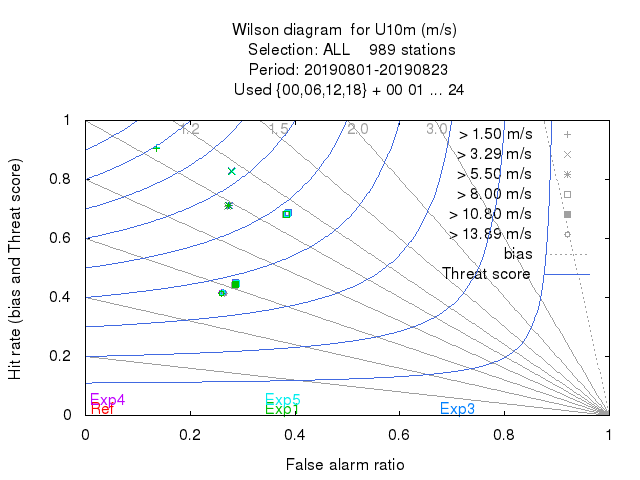 Wilson diagram  for U10m (m/s)
Selection: ALL    989 stations
Period: 20190801-20190823
Used {00,06,12,18} + 00 01 ... 24
Hit rate (bias and Threat score)
1
0.8
0.6
0.4
0.2
0
1.2
1.5
2.0
3.0
> 1.50 m/s
> 3.29 m/s
> 5.50 m/s
> 8.00 m/s
> 10.80 m/s
> 13.89 m/s
bias
Threat score
Exp4 Exp5
Ref Exp1 Exp3
0 0.2 0.4 0.6 0.8 1
False alarm ratio